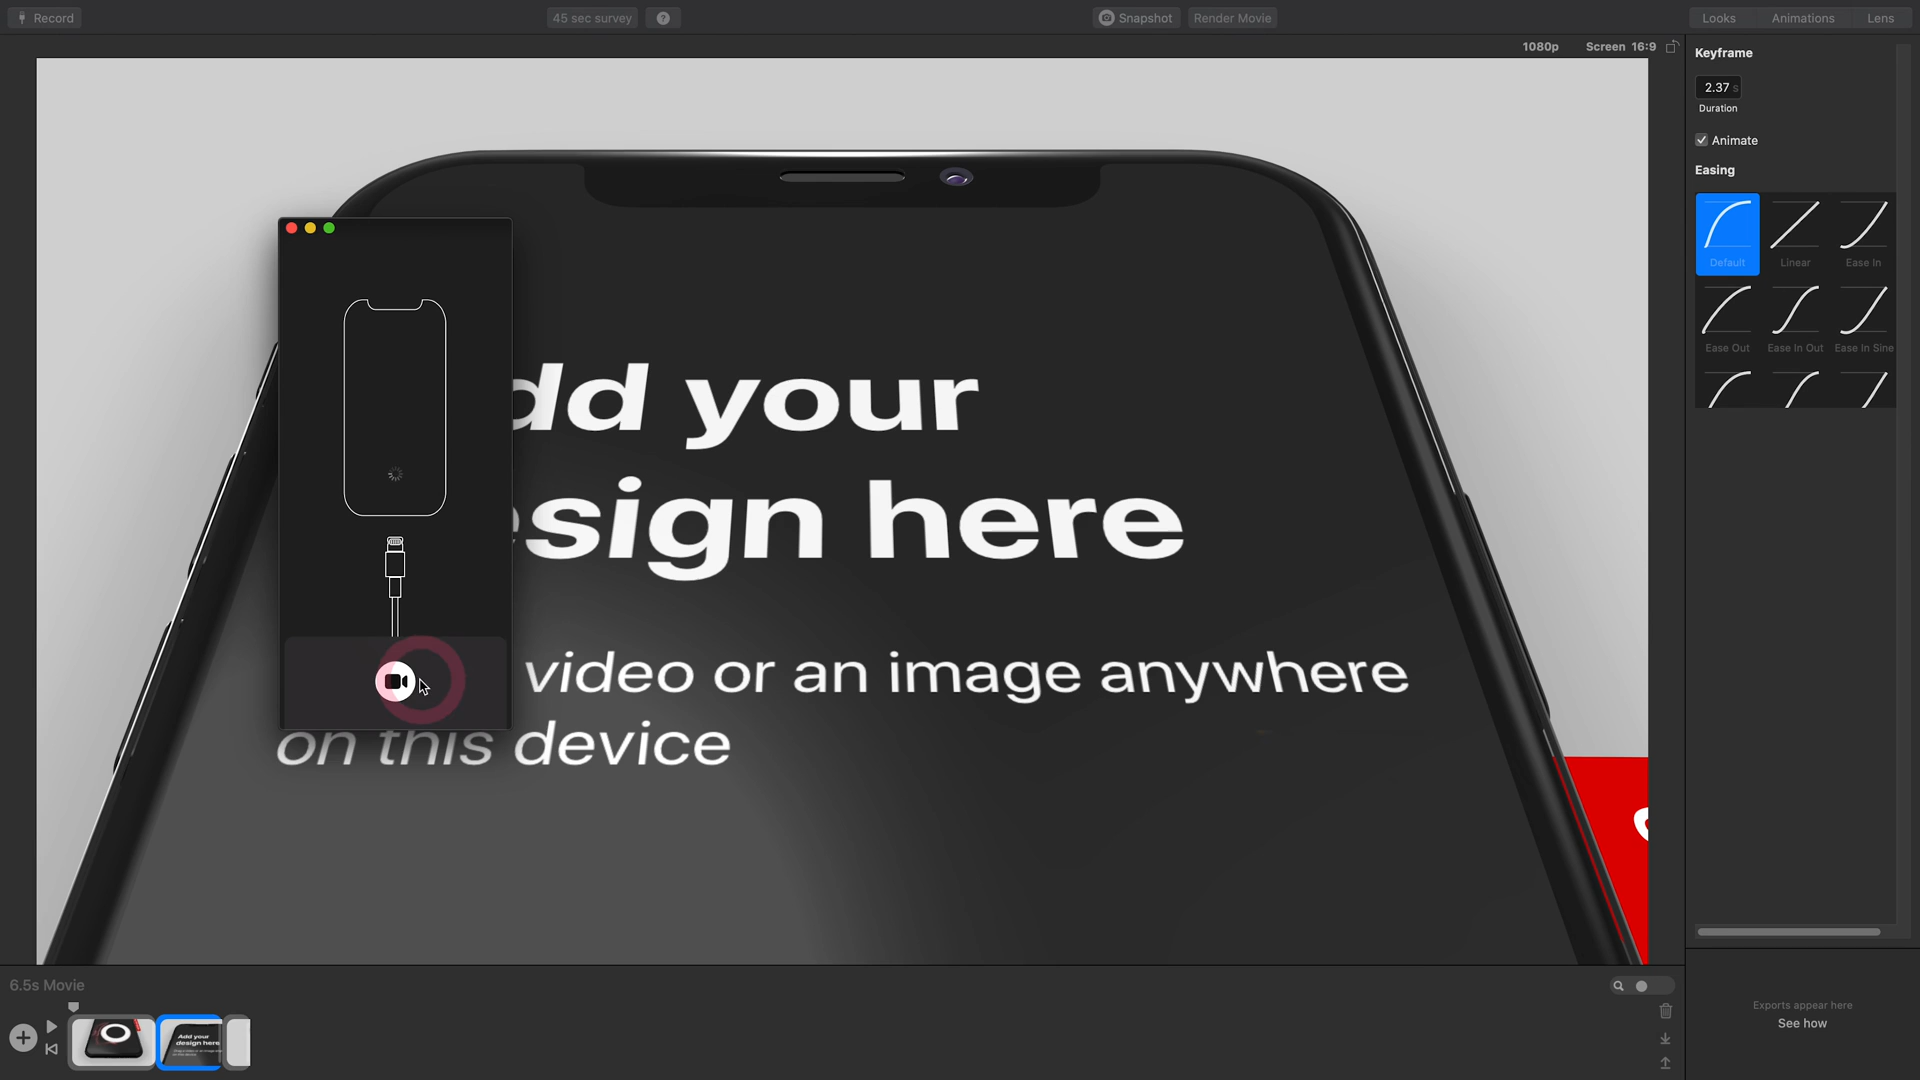 Record
45 sec survey
?
Snapshot
Render Movie
Looks
Animations
Lens
1080p
Screen 16:9
Keyframe
2.37 s
Duration
Animate
Easing
Default
Linear
Ease In
Ease Out
Ease In Out
Ease In Sine
dd your
sign here
video or an image anywhere
on this device
6.5s Movie
Add your
design here
Exports appear here
See how